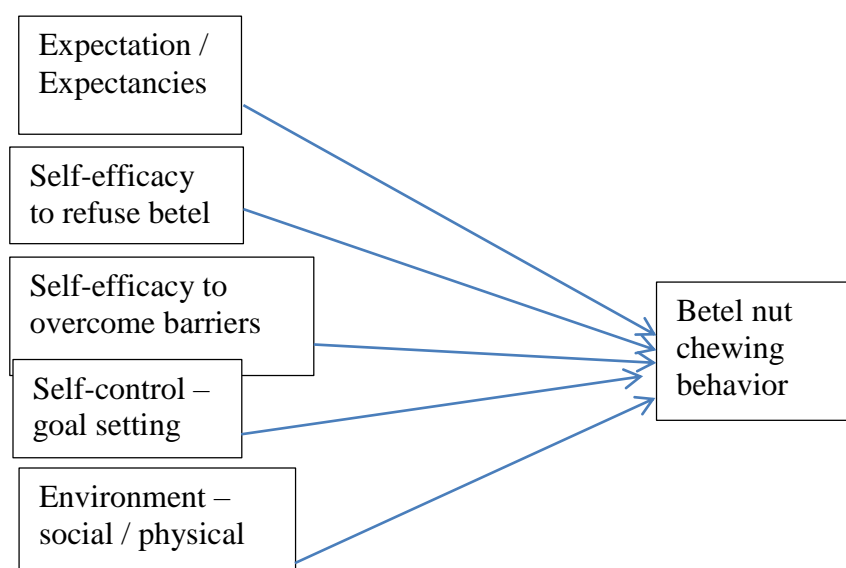 Expectation /
Expectancies
Self-efficacy
to refuse betel
Self-efficacy to
overcome barriers
Self-control –
goal setting
Environment –
social / physical
Betel nut
chewing
behavior